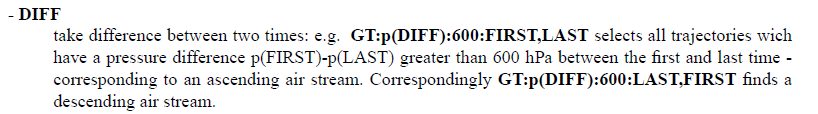 - DIFF
take difference between two times: e.g. GT:p(DIFF):600:FIRST,LAST selects all trajectories wich
have a pressure difference p(FIRST)-p(LAST) greater than 600 hPa between the first and last time -
corresponding to an ascending air stream. Correspondingly GT:p(DIFF):600:LAST,FIRST finds a
descending air stream.